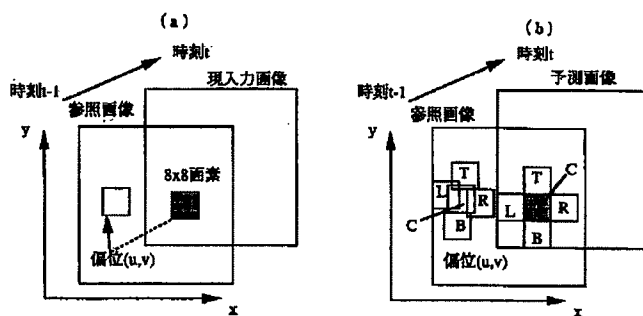 (a)
時刻t
時刻t-1
現入力画像
参照画像
y
8x8画素
偏位(u,v)
x
(b)
時刻t
時刻t-1
予測画像
参照画像
y
T
L
R
C
B
T
C
L
R
B
偏位(u,v)
x